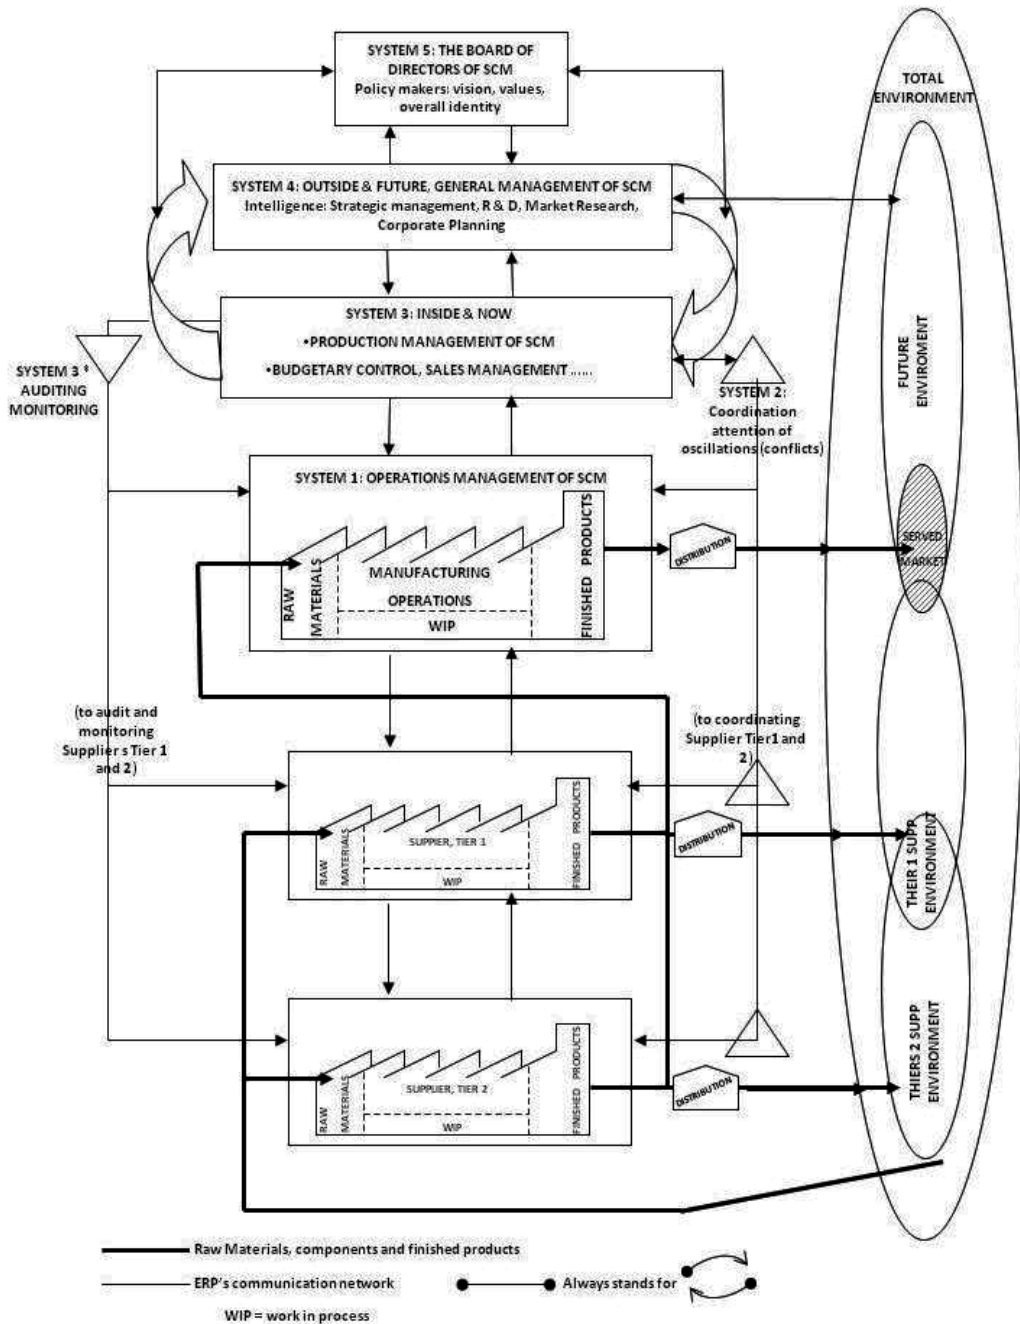 SYSTEM 5: THE BOARD OF
DIRECTORS OF SCM
Policy makers: vision, values,
overall identity
TOTAL
ENVIRONMENT
SYSTEM 4: OUTSIDE & FUTURE, GENERAL MANAGEMENT OF SCM
Intelligence: Strategic management, R & D, Market Research,
Corporate Planning
SYSTEM 3: INSIDE & NOW
•PRODUCTION MANAGEMENT OF SCM
•BUDGETARY CONTROL, SALES MANAGEMENT ......
SYSTEM 3 *
AUDITING
MONITORING
SYSTEM 2:
Coordination
attention of
oscillations (conflicts)
FUTURE
ENVIROMENT
SYSTEM 1: OPERATIONS MANAGEMENT OF SCM
RAW
MATERIALS
MANUFACTURING
OPERATIONS
WIP
FINISHED PRODUCTS
DISTRIBUTION
SERVED
MARKET
(to audit and
monitoring
Supplier s Tier 1
and 2)
(to coordinating
Supplier Tier1 and
2)
RAW
MATERIALS
SUPPIER, TIER 1
WIP
FINISHED PRODUCTS
DISTRIBUTION
THEIR 1 SUPP
ENVIRONMENT
RAW
MATERIALS
SUPPLIER, TIER 2
WIP
FINISHED PRODUCTS
DISTRIBUTION
THIERS 2 SUPP
ENVIRONMENT
Raw Materials, components and finished products
ERP's communication network
Always stands for
WIP = work in process